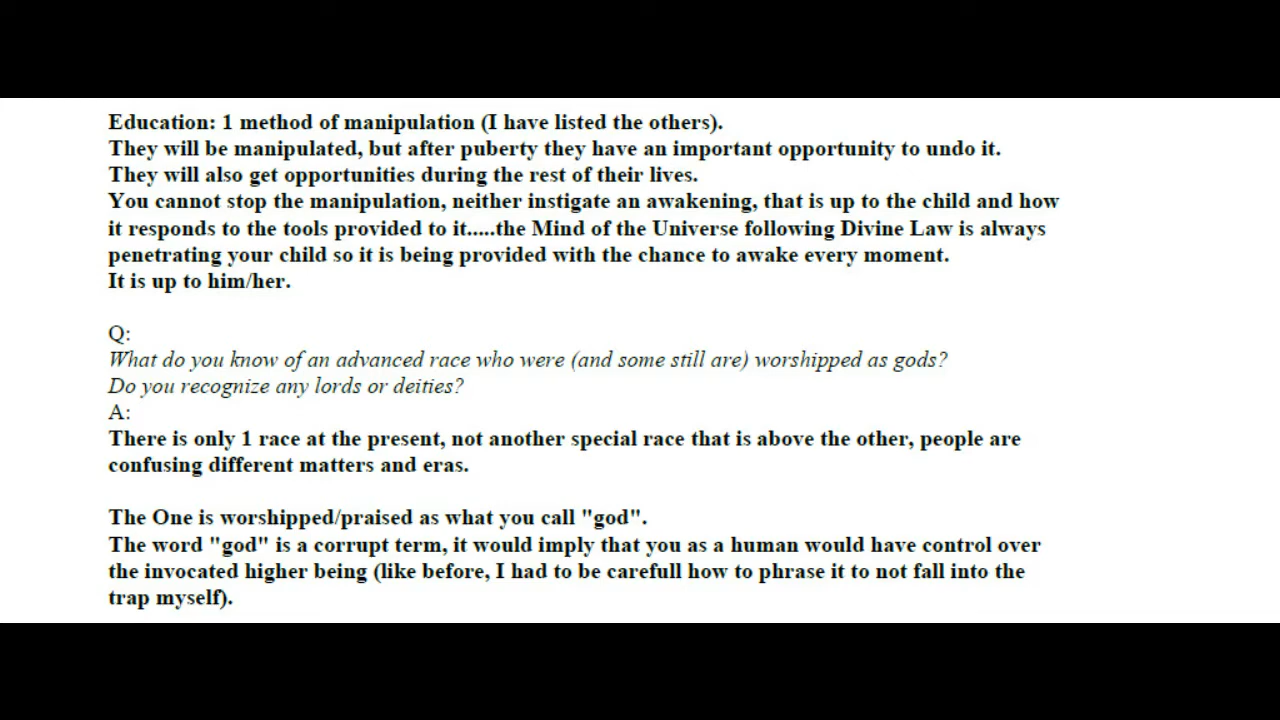 Education: 1 method of manipulation (I have listed the others).
They will be manipulated, but after puberty they have an important opportunity to undo it.
They will also get opportunities during the rest of their lives.
You cannot stop the manipulation, neither instigate an awakening, that is up to the child and how
it responds to the tools provided to it.....the Mind of the Universe following Divine Law is always
penetrating your child so it is being provided with the chance to awake every moment.
It is up to him/her.
Q:
What do you know of an advanced race who were (and some still are) worshipped as gods?
Do you recognize any lords or deities?
A:
There is only 1 race at the present, not another special race that is above the other, people are
confusing different matters and eras.
The One is worshipped/praised as what you call "god".
The word "god" is a corrupt term, it would imply that you as a human would have control over
the invocated higher being (like before, I had to be carefull how to phrase it to not fall into the
trap myself).